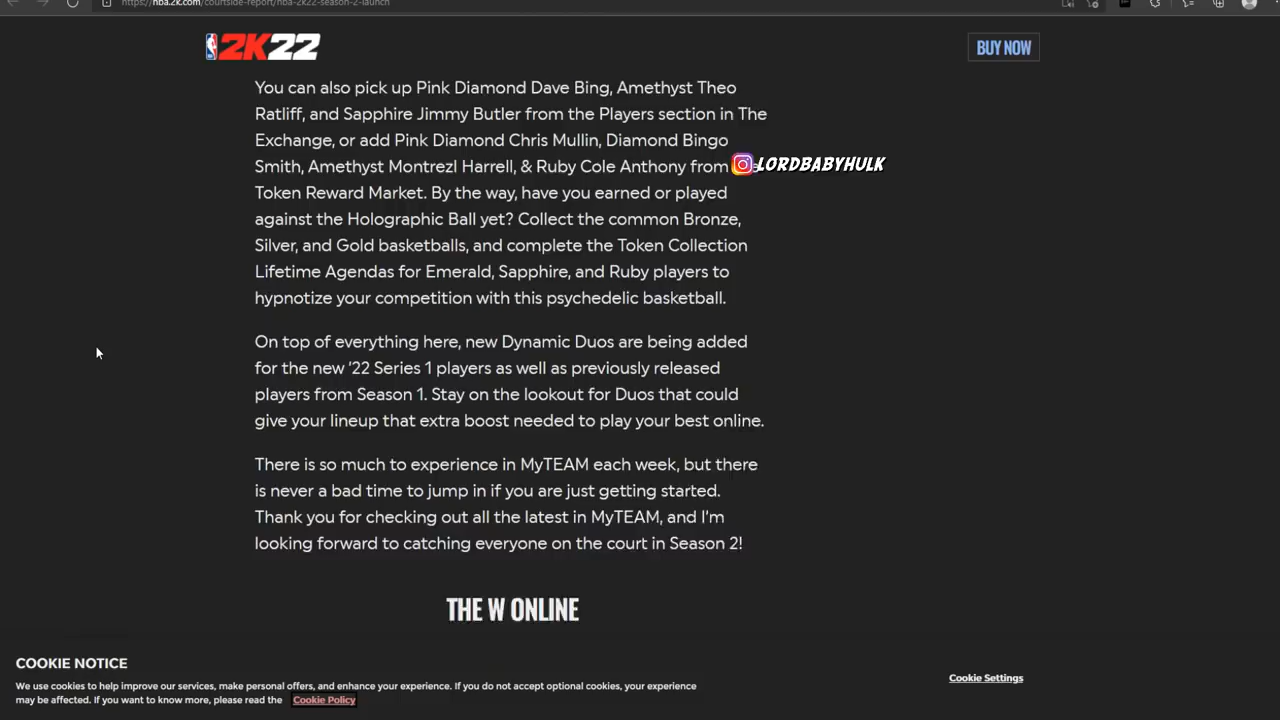 https://nba.2k.com/courtside-report/nba-2k22-season-2-launch
2K22
BUY NOW
You can also pick up Pink Diamond Dave Bing, Amethyst Theo
Ratliff, and Sapphire Jimmy Butler from the Players section in The
Exchange, or add Pink Diamond Chris Mullin, Diamond Bingo
Smith, Amethyst Montrezl Harrell, & Ruby Cole Anthony from
LORDBABYHULK
Token Reward Market. By the way, have you earned or played
against the Holographic Ball yet? Collect the common Bronze,
Silver, and Gold basketballs, and complete the Token Collection
Lifetime Agendas for Emerald, Sapphire, and Ruby players to
hypnotize your competition with this psychedelic basketball.
On top of everything here, new Dynamic Duos are being added
for the new '22 Series 1 players as well as previously released
players from Season 1. Stay on the lookout for Duos that could
give your lineup that extra boost needed to play your best online.
There is so much to experience in MyTEAM each week, but there
is never a bad time to jump in if you are just getting started.
Thank you for checking out all the latest in MyTEAM, and I'm
looking forward to catching everyone on the court in Season 2!
THE W ONLINE
COOKIE NOTICE
We use cookies to help improve our services, make personal offers, and enhance your experience. If you do not accept optional cookies, your experience
may be affected. If you want to know more, please read the Cookie Policy
Cookie Settings